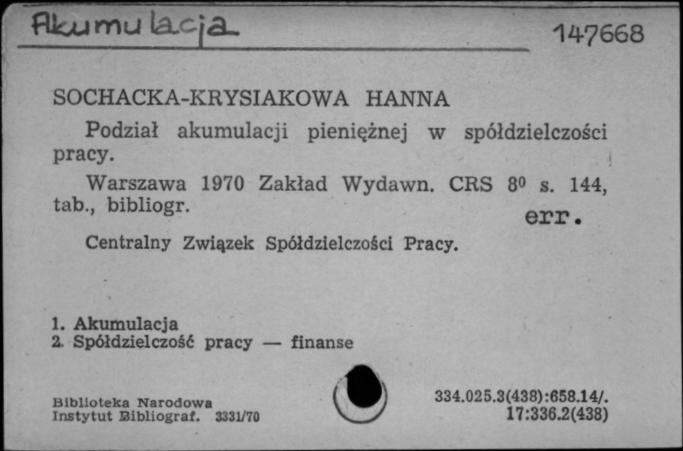 Akumulacja
147668
SOCHACKA-KRYSIAKOWA HANNA
Podział akumulacji pieniężnej w spółdzielczości
pracy.
Warszawa 1970 Zakład Wydawn. CRS 8⁰ s. 144,
tab., bibliogr.
err.
Centralny Związek Spółdzielczości Pracy.
1. Akumulacja
2. Spółdzielczość pracy — finanse
Biblioteka Narodowa
Instytut Bibliograf. 3331/70
334.025.3(438):658.14/.
17:336.2(438)